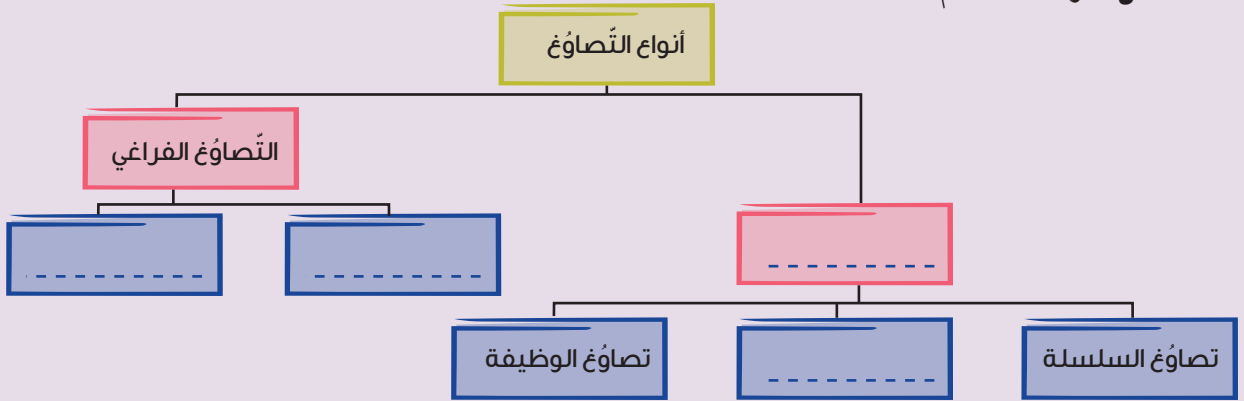 أنواع التّصاوُغ
التّصاوُغ الفراغي
تصاوُغ السلسلة
تصاوُغ الوظيفة